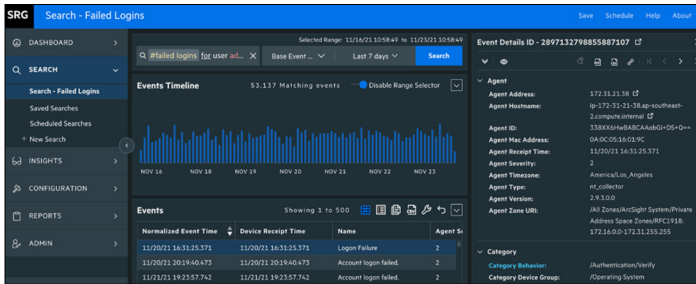 SRG Search - Failed Logins Save Schedule Help About
DASHBOARD
SEARCH
Search - Failed Logins
Saved Searches
Scheduled Searches
+ New Search
INSIGHTS
CONFIGURATION
REPORTS
ADMIN
Selected Range: 11/16/21 10:58:49 to 11/23/21 10:58:49
#failed logins for user ad... Base Event ... Last 7 days Search
Events Timeline 53,137 Matching events Disable Range Selector
NOV 16 NOV 18 NOV 19 NOV 20 NOV 21 NOV 22 NOV 23
Events Showing 1 to 500
Normalized Event Time Device Receipt Time Name Agent Se
11/20/21 16:31:25.371 11/20/21 16:31:25.371 Logon Failure 2
11/20/21 20:19:40.473 11/20/21 20:19:40.473 Account logon failed. 2
11/21/21 19:23:57.742 11/21/21 19:23:57.742 Account logon failed. 2
Event Details ID - 2897132798855887107
Agent
Agent Address: 172.31.21.38
Agent Hostname: ip-172-31-21-38.ap-southeast-
2.compute.internal
Agent ID: 338XX6HwBABCAAobGi+DS+Q==
Agent Mac Address: 0A:0C:05:16:01:9C
Agent Receipt Time: 11/20/21 16:31:25.371
Agent Severity: 2
Agent Timezone: America/Los_Angeles
Agent Type: nt_collector
Agent Version: 2.9.3.0.0
Agent Zone URI: /All Zones/ArcSight System/Private
Address Space Zones/RFC1918:
172.16.0.0-172.31.255.255
Category
Category Behavior: /Authentication/Verify
Category Device Group: /Operating System